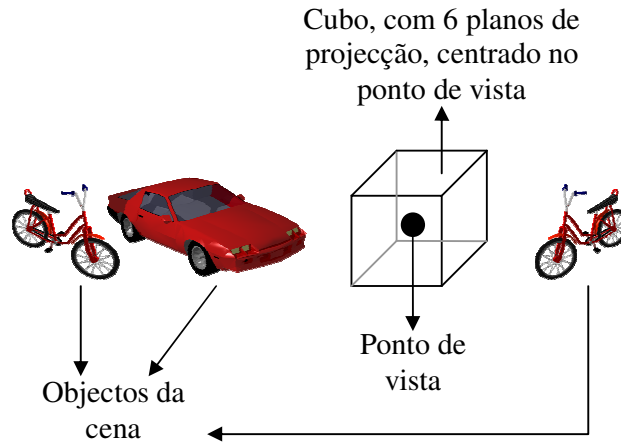 Cubo, com 6 planos de
projecção, centrado no
ponto de vista
Ponto de
vista
Objectos da
cena